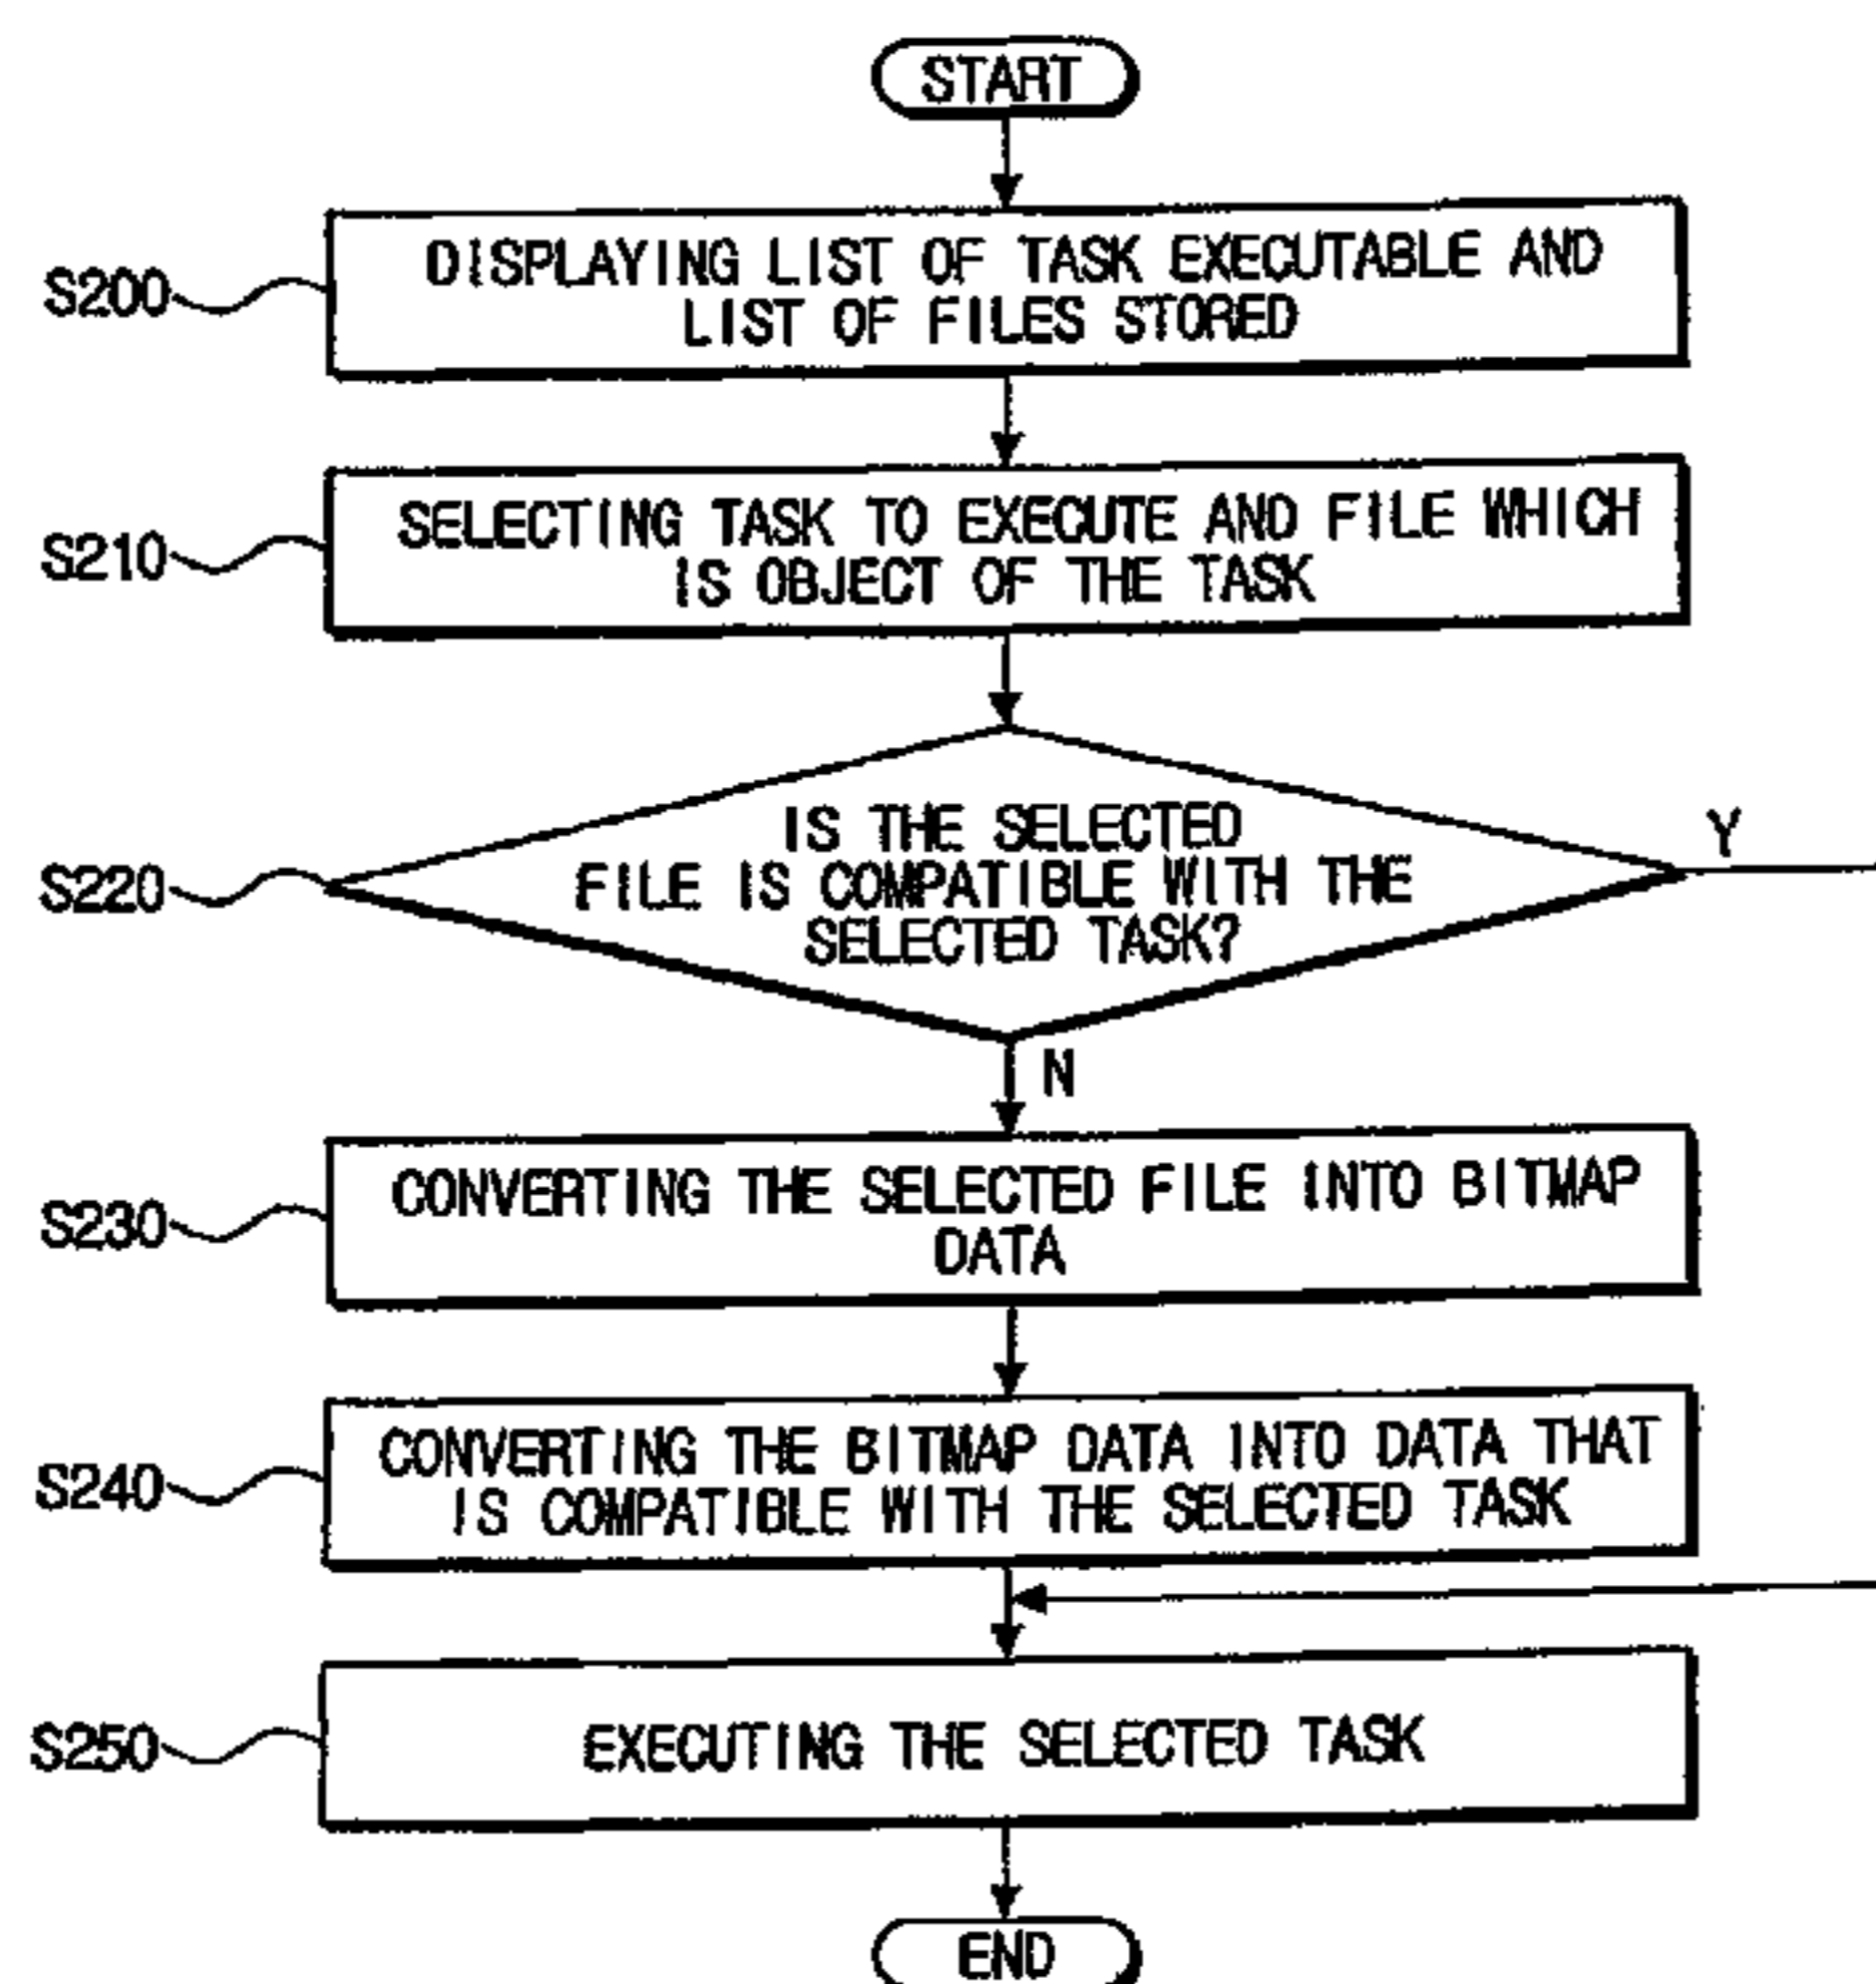 START
S200
DISPLAYING LIST OF TASK EXECUTABLE AND
LIST OF FILES STORED
S210
SELECTING TASK TO EXECUTE AND FILE WHICH
IS OBJECT OF THE TASK
S220
IS THE SELECTED
FILE IS COMPATIBLE WITH THE
SELECTED TASK?
Y
N
S230
CONVERTING THE SELECTED FILE INTO BITMAP
DATA
S240
CONVERTING THE BITMAP DATA INTO DATA THAT
IS COMPATIBLE WITH THE SELECTED TASK
S250
EXECUTING THE SELECTED TASK
END